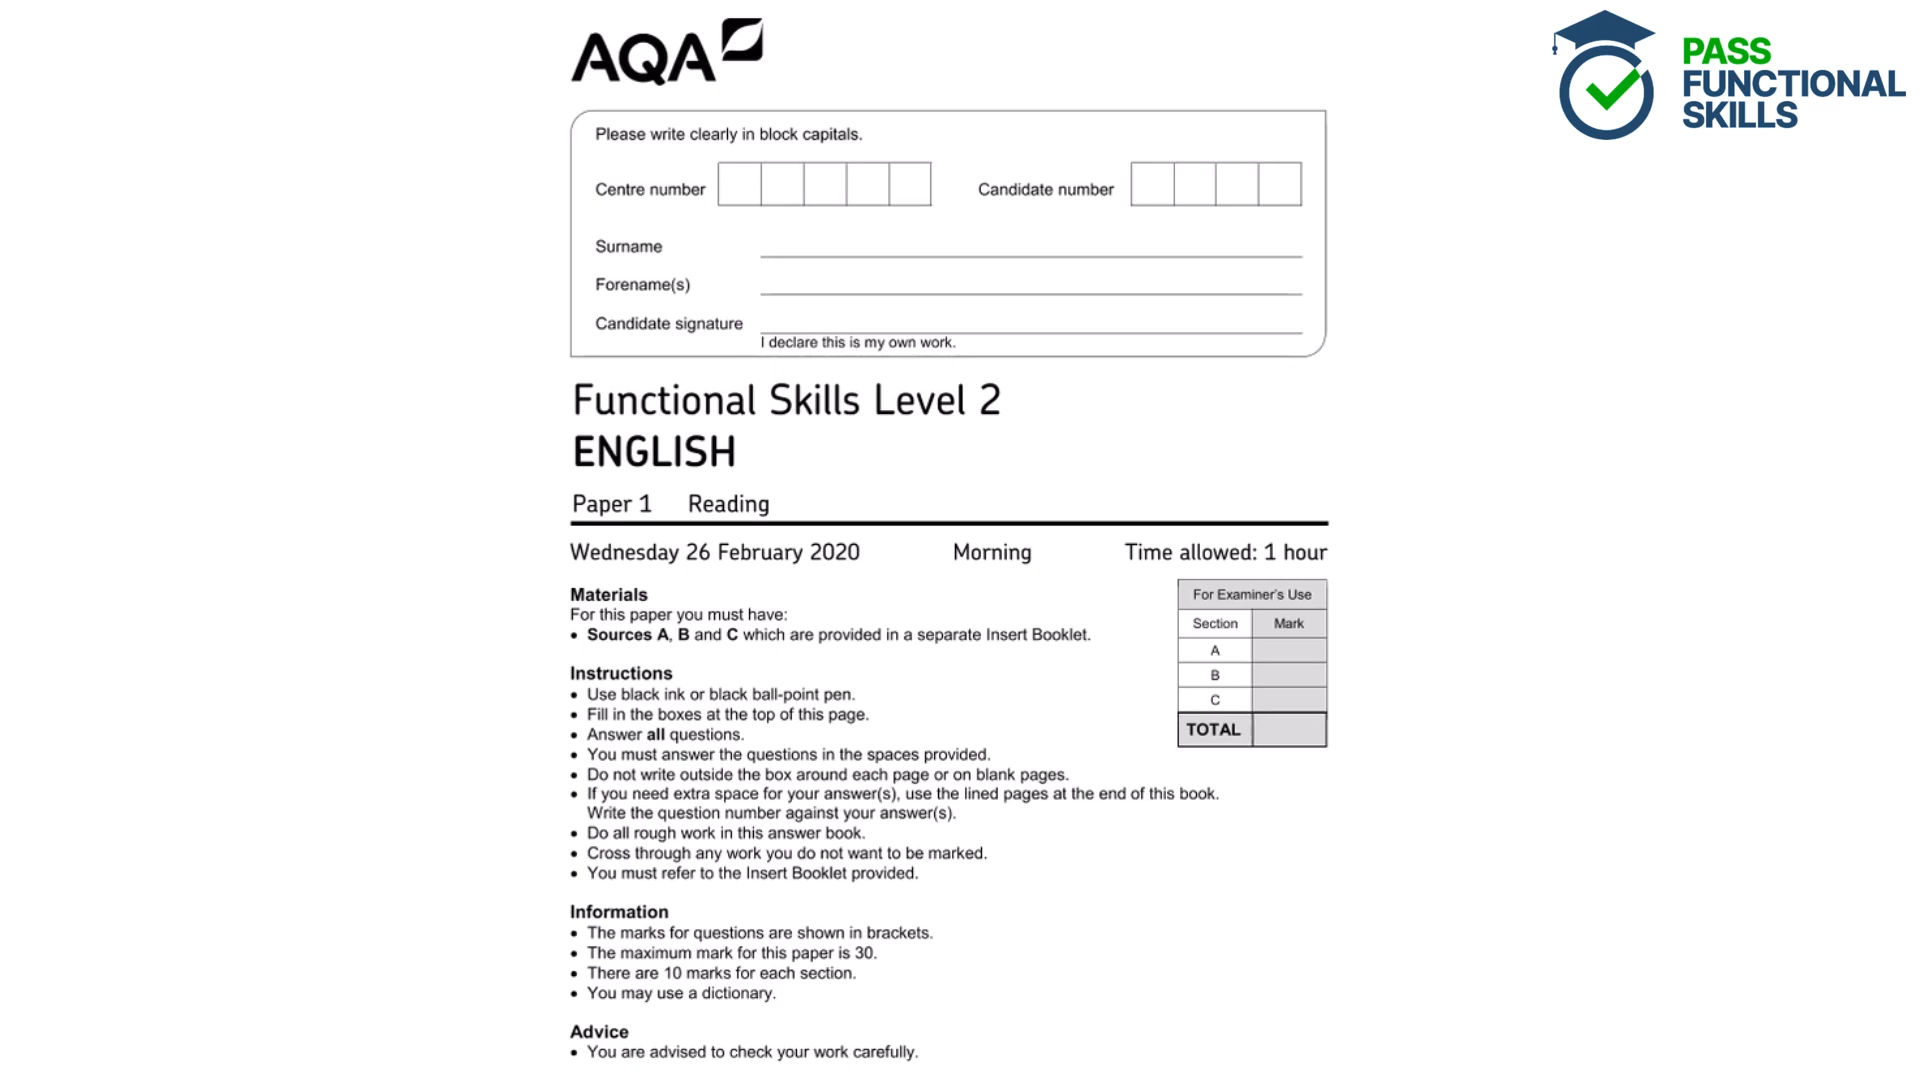 AQA
PASS
FUNCTIONAL
SKILLS
Please write clearly in block capitals.
Centre number
Candidate number
Surname
Forename(s)
Candidate signature
I declare this is my own work.
Functional Skills Level 2
ENGLISH
Paper 1 Reading
Wednesday 26 February 2020 Morning Time allowed: 1 hour
Materials
For this paper you must have:
• Sources A, B and C which are provided in a separate Insert Booklet.
Instructions
• Use black ink or black ball-point pen.
• Fill in the boxes at the top of this page.
• Answer all questions.
• You must answer the questions in the spaces provided.
• Do not write outside the box around each page or on blank pages.
• If you need extra space for your answer(s), use the lined pages at the end of this book.
Write the question number against your answer(s).
• Do all rough work in this answer book.
• Cross through any work you do not want to be marked.
• You must refer to the Insert Booklet provided.
Information
• The marks for questions are shown in brackets.
• The maximum mark for this paper is 30.
• There are 10 marks for each section.
• You may use a dictionary.
Advice
• You are advised to check your work carefully.
For Examiner's Use
Section Mark
A
B
C
TOTAL